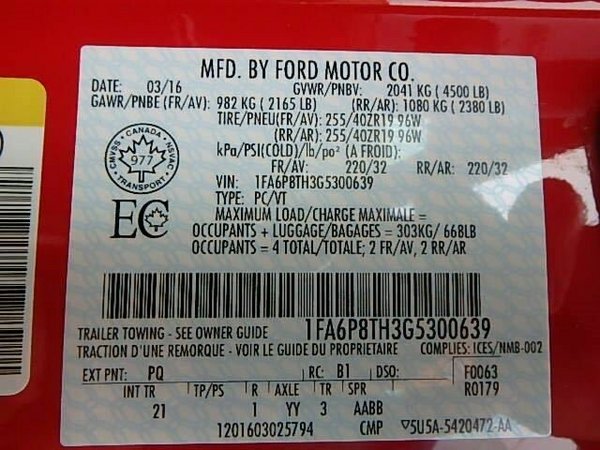 MFD. BY FORD MOTOR CO.
DATE: 03/16 GVWR/PNBV: 2041 KG ( 4500 LB)
GAWR/PNBE (FR/AV): 982 KG ( 2165 LB) (RR/AR): 1080 KG ( 2380 LB)
TIRE/PNEU(FR/AV): 255/40ZR19 96W
(RR/AR): 255/40ZR19 96W
kPa/PSI(COLD)/lb/po² (A FROID):
FR/AV: 220/32 RR/AR: 220/32
VIN: 1FA6P8TH3G5300639
TYPE: PC/VT
MAXIMUM LOAD/CHARGE MAXIMALE =
OCCUPANTS + LUGGAGE/BAGAGES = 303KG/ 668LB
OCCUPANTS = 4 TOTAL/TOTALE; 2 FR/AV, 2 RR/AR
CANADA
CMVSS 977 NSVAC
TRANSPORT
EC
1FA6P8TH3G5300639
TRAILER TOWING - SEE OWNER GUIDE
TRACTION D'UNE REMORQUE - VOIR LE GUIDE DU PROPRIETAIRE COMPLIES: ICES/NMB-002
EXT PNT: PQ RC: B1 DSO: F0063
INT TR TP/PS R AXLE TR SPR R0179
21 1 YY 3 AABB
1201603025794 CMP ▽5U5A-5420472-AA